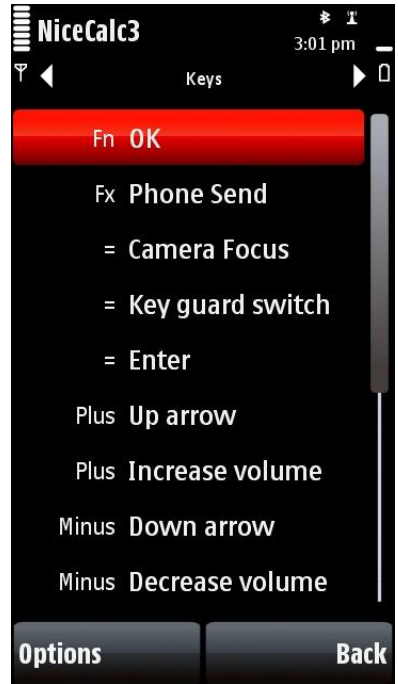 NiceCalc3
3:01 pm
Keys
Fn OK
Fx Phone Send
= Camera Focus
= Key guard switch
= Enter
Plus Up arrow
Plus Increase volume
Minus Down arrow
Minus Decrease volume
Options Back